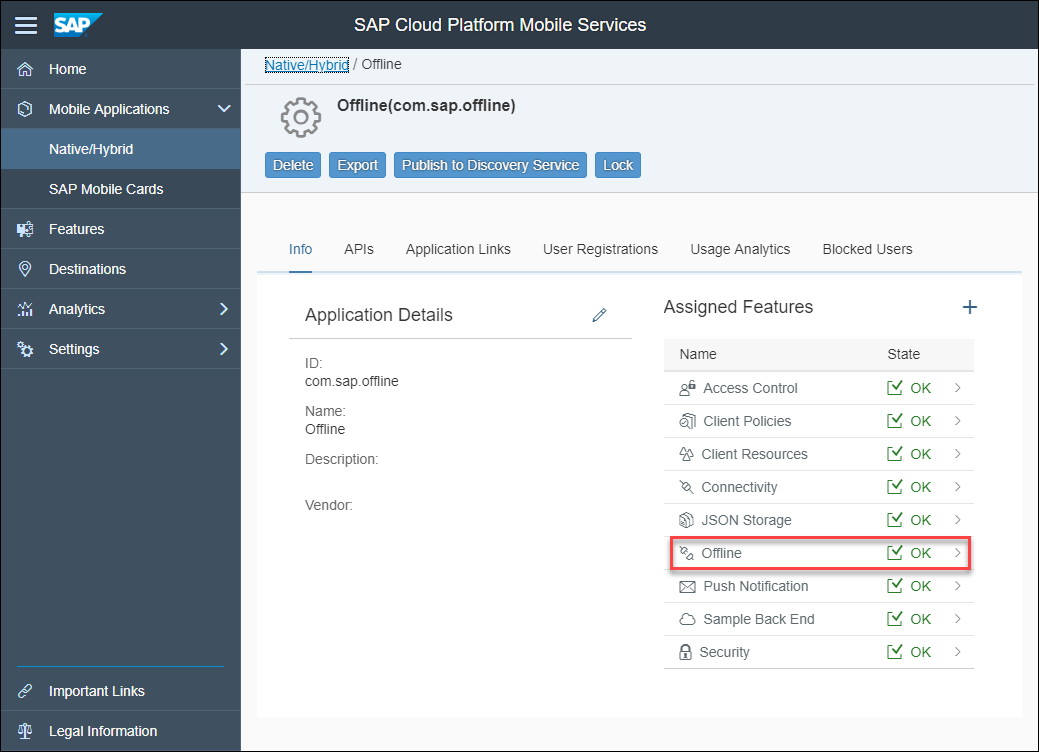 SAP SAP Cloud Platform Mobile Services
Home
Mobile Applications
Native/Hybrid
SAP Mobile Cards
Features
Destinations
Analytics
Settings
Important Links
Legal Information
Native/Hybrid / Offline
Offline(com.sap.offline)
Delete Export Publish to Discovery Service Lock
Info APIs Application Links User Registrations Usage Analytics Blocked Users
Application Details
ID:
com.sap.offline
Name:
Offline
Description:
Vendor:
Assigned Features
Name State
Access Control OK
Client Policies OK
Client Resources OK
Connectivity OK
JSON Storage OK
Offline OK
Push Notification OK
Sample Back End OK
Security OK